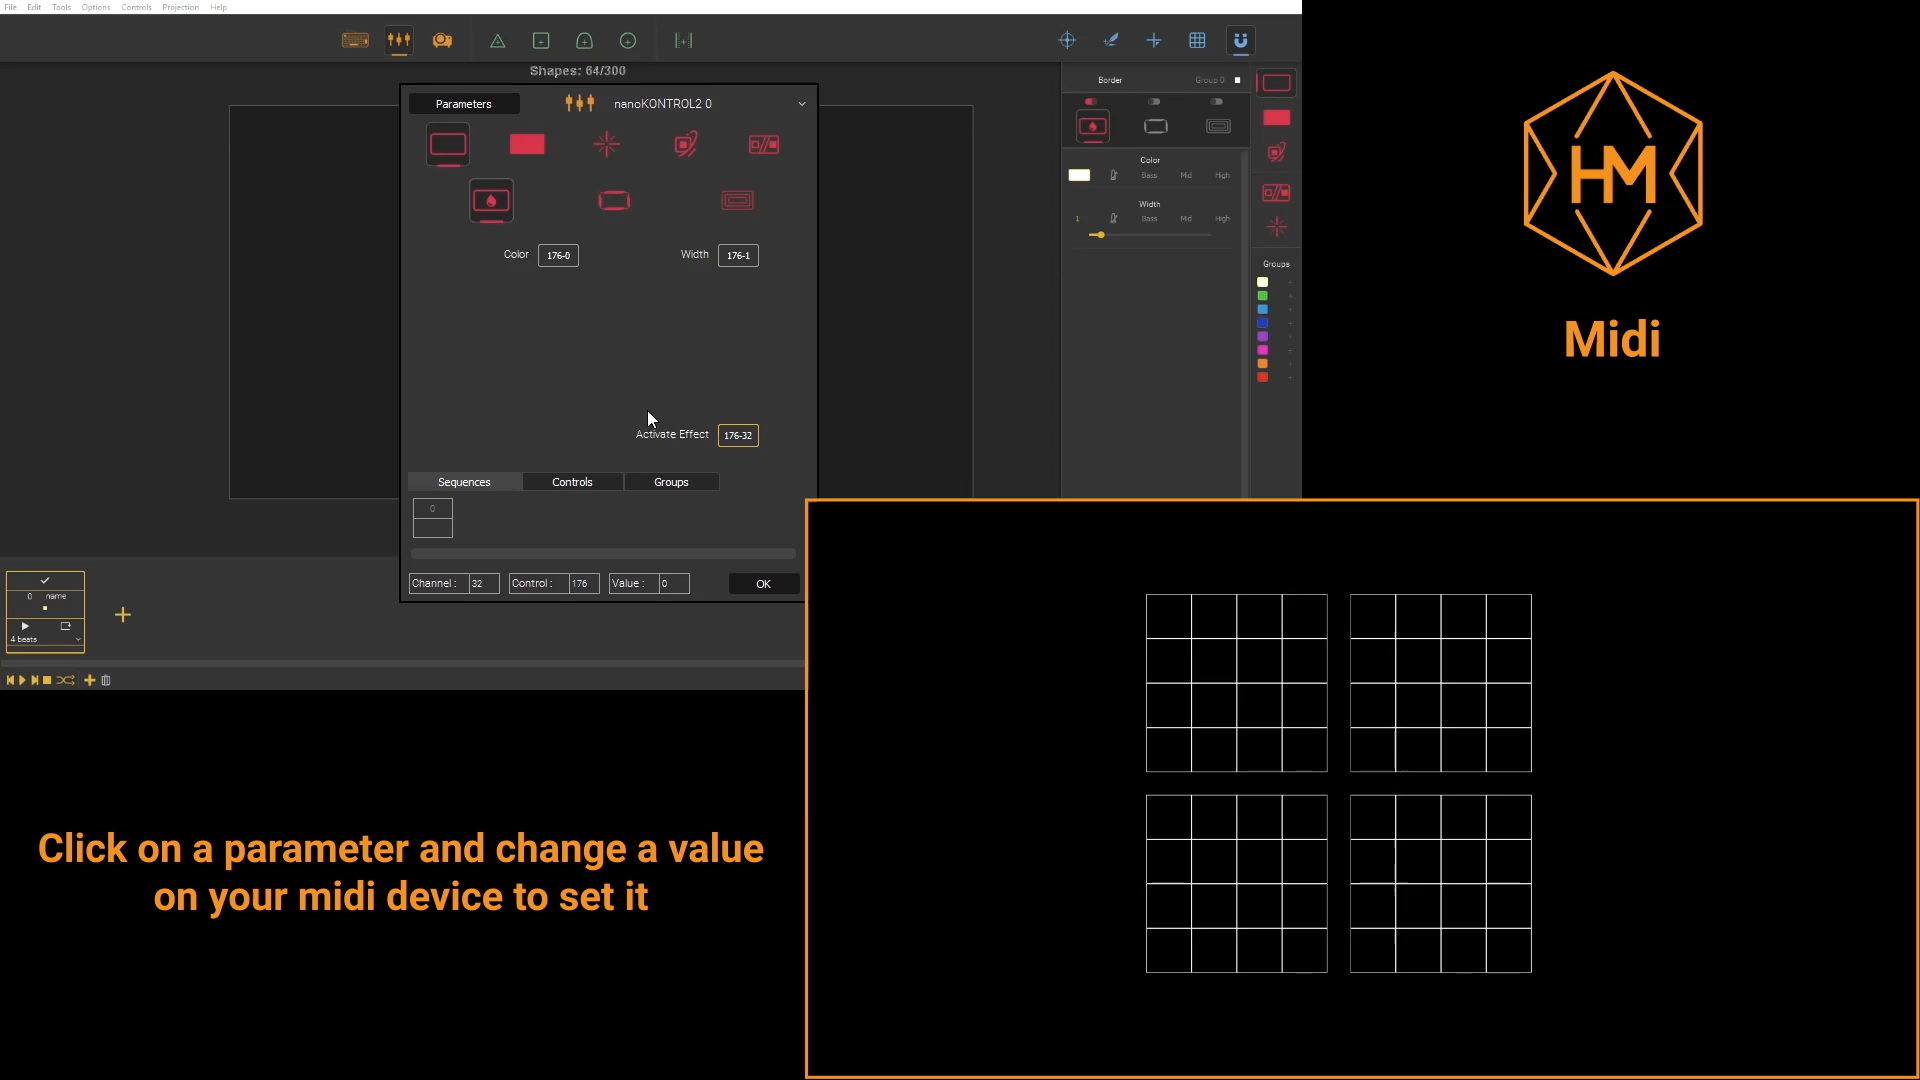 File Edit Tools Options Controls Projection Help
Shapes: 64/300
Parameters nanoKONTROL2 0
Color 176-0 Width 176-1
Activate Effect 176-32
Sequences Controls Groups
0
Channel : 32 Control : 176 Value : 0 OK
Border Group 0
Color
Bass Mid High
Width
1 Bass Mid High
Groups
0 name
4 beats
HM
Midi
Click on a parameter and change a value
on your midi device to set it